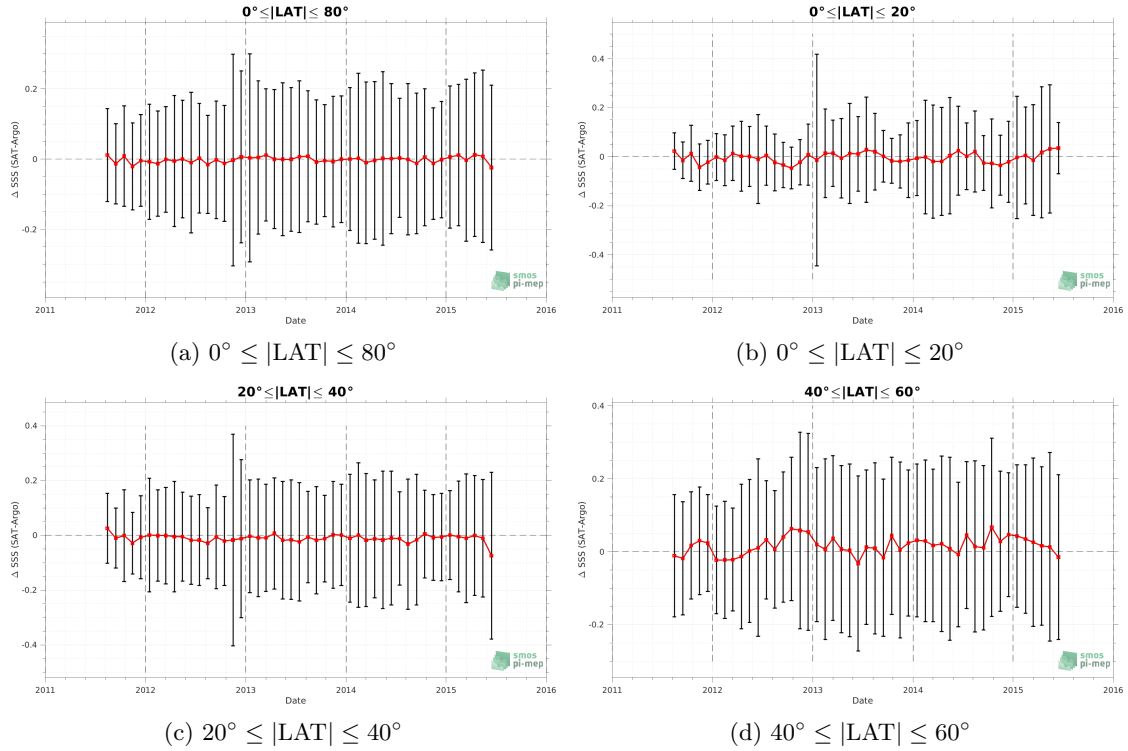 0°≤|LAT|≤ 80°
Δ SSS (SAT-Argo)
0.2
0
-0.2
2011 2012 2013 2014 2015 2016
Date
smos
pi-mep
(a) 0° ≤ |LAT| ≤ 80°
0°≤|LAT|≤ 20°
Δ SSS (SAT-Argo)
0.4
0.2
0
-0.2
-0.4
2011 2012 2013 2014 2015 2016
Date
smos
pi-mep
(b) 0° ≤ |LAT| ≤ 20°
20°≤|LAT|≤ 40°
Δ SSS (SAT-Argo)
0.4
0.2
0
-0.2
-0.4
2011 2012 2013 2014 2015 2016
Date
smos
pi-mep
(c) 20° ≤ |LAT| ≤ 40°
40°≤|LAT|≤ 60°
Δ SSS (SAT-Argo)
0.4
0.2
0
-0.2
2011 2012 2013 2014 2015 2016
Date
smos
pi-mep
(d) 40° ≤ |LAT| ≤ 60°